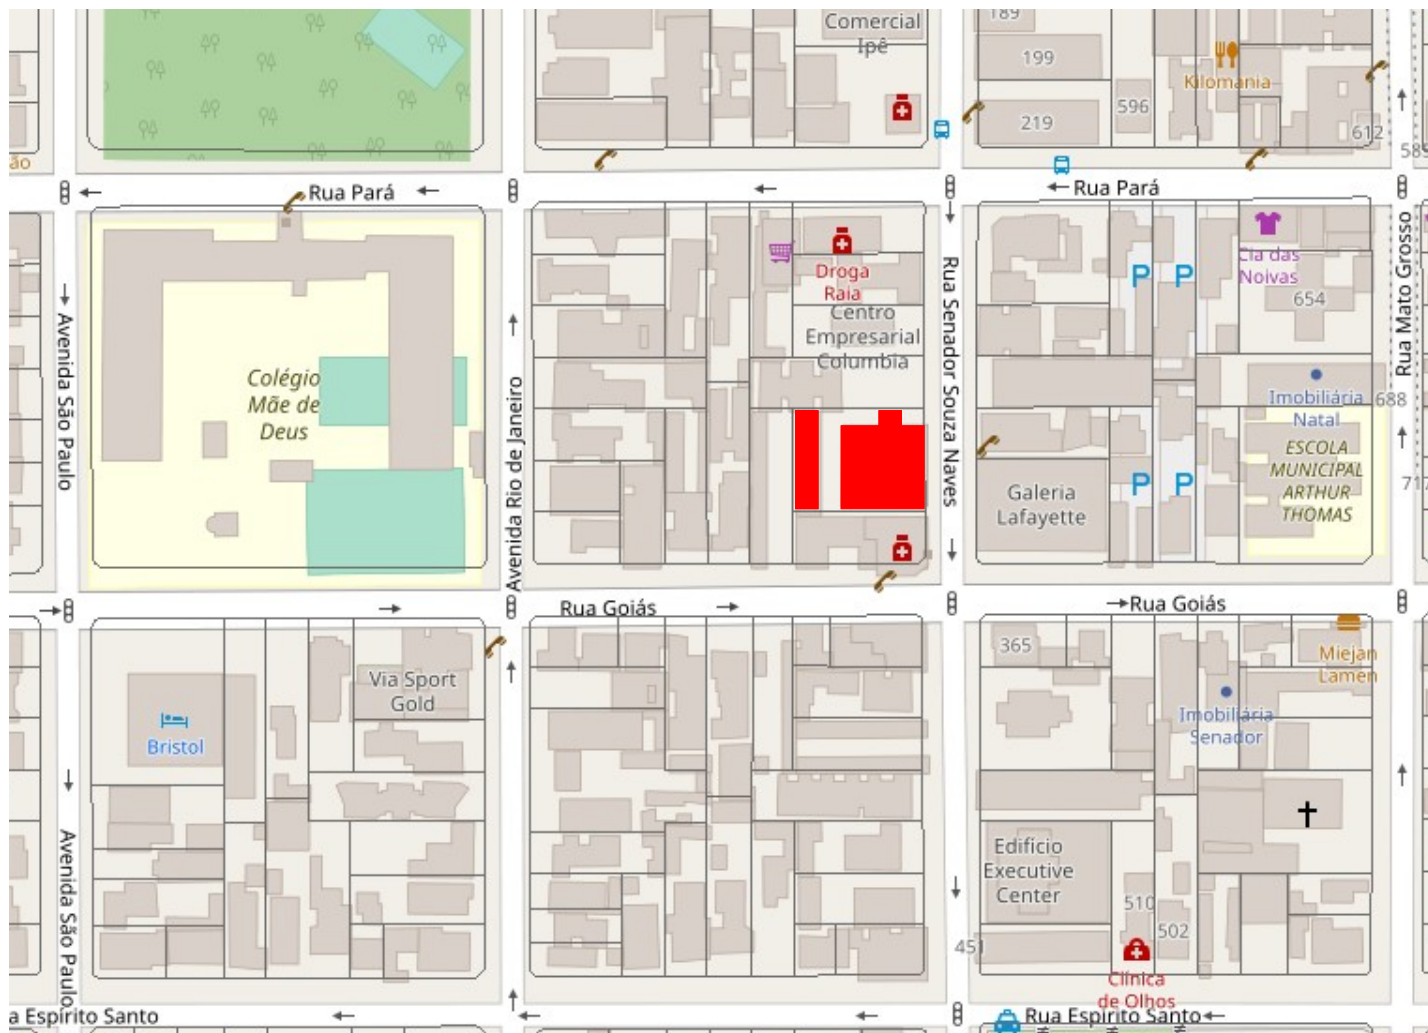 Comercial
Ipê
189
199
219
596
Kilomania
612
585
ão
Rua Pará
Rua Pará
Avenida São Paulo
Colégio
Mãe de
Deus
Avenida Rio de Janeiro
Droga
Raia
Centro
Empresarial
Columbia
Rua Senador Souza Naves
P
P
Cia das
Noivas
654
Rua Mato Grosso
Imobiliária
Natal
688
ESCOLA
MUNICIPAL
ARTHUR
THOMAS
717
Galeria
Lafayette
P
P
Rua Goiás
Rua Goiás
365
Miejan
Lamen
Via Sport
Gold
Bristol
Imobiliária
Senador
Avenida São Paulo
Edifício
Executive
Center
510
502
451
Clínica
de Olhos
a Espírito Santo
Rua Espírito Santo